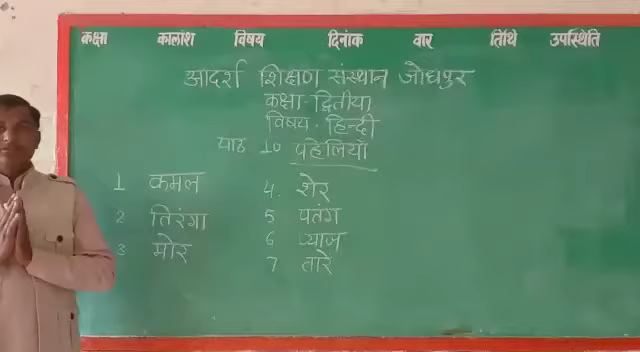 कक्षा कालांश विषय दिनांक वार तिथि उपस्थिति
आदर्श शिक्षण संस्थान जोधपुर
कक्षा-द्वितीया
विषय. हिन्दी
पाठ 10 पहेलियाँ
1 कमल
2 तिरंगा
3 मोर
4. शेर
5 पतंग
6 प्याज
7 तारे